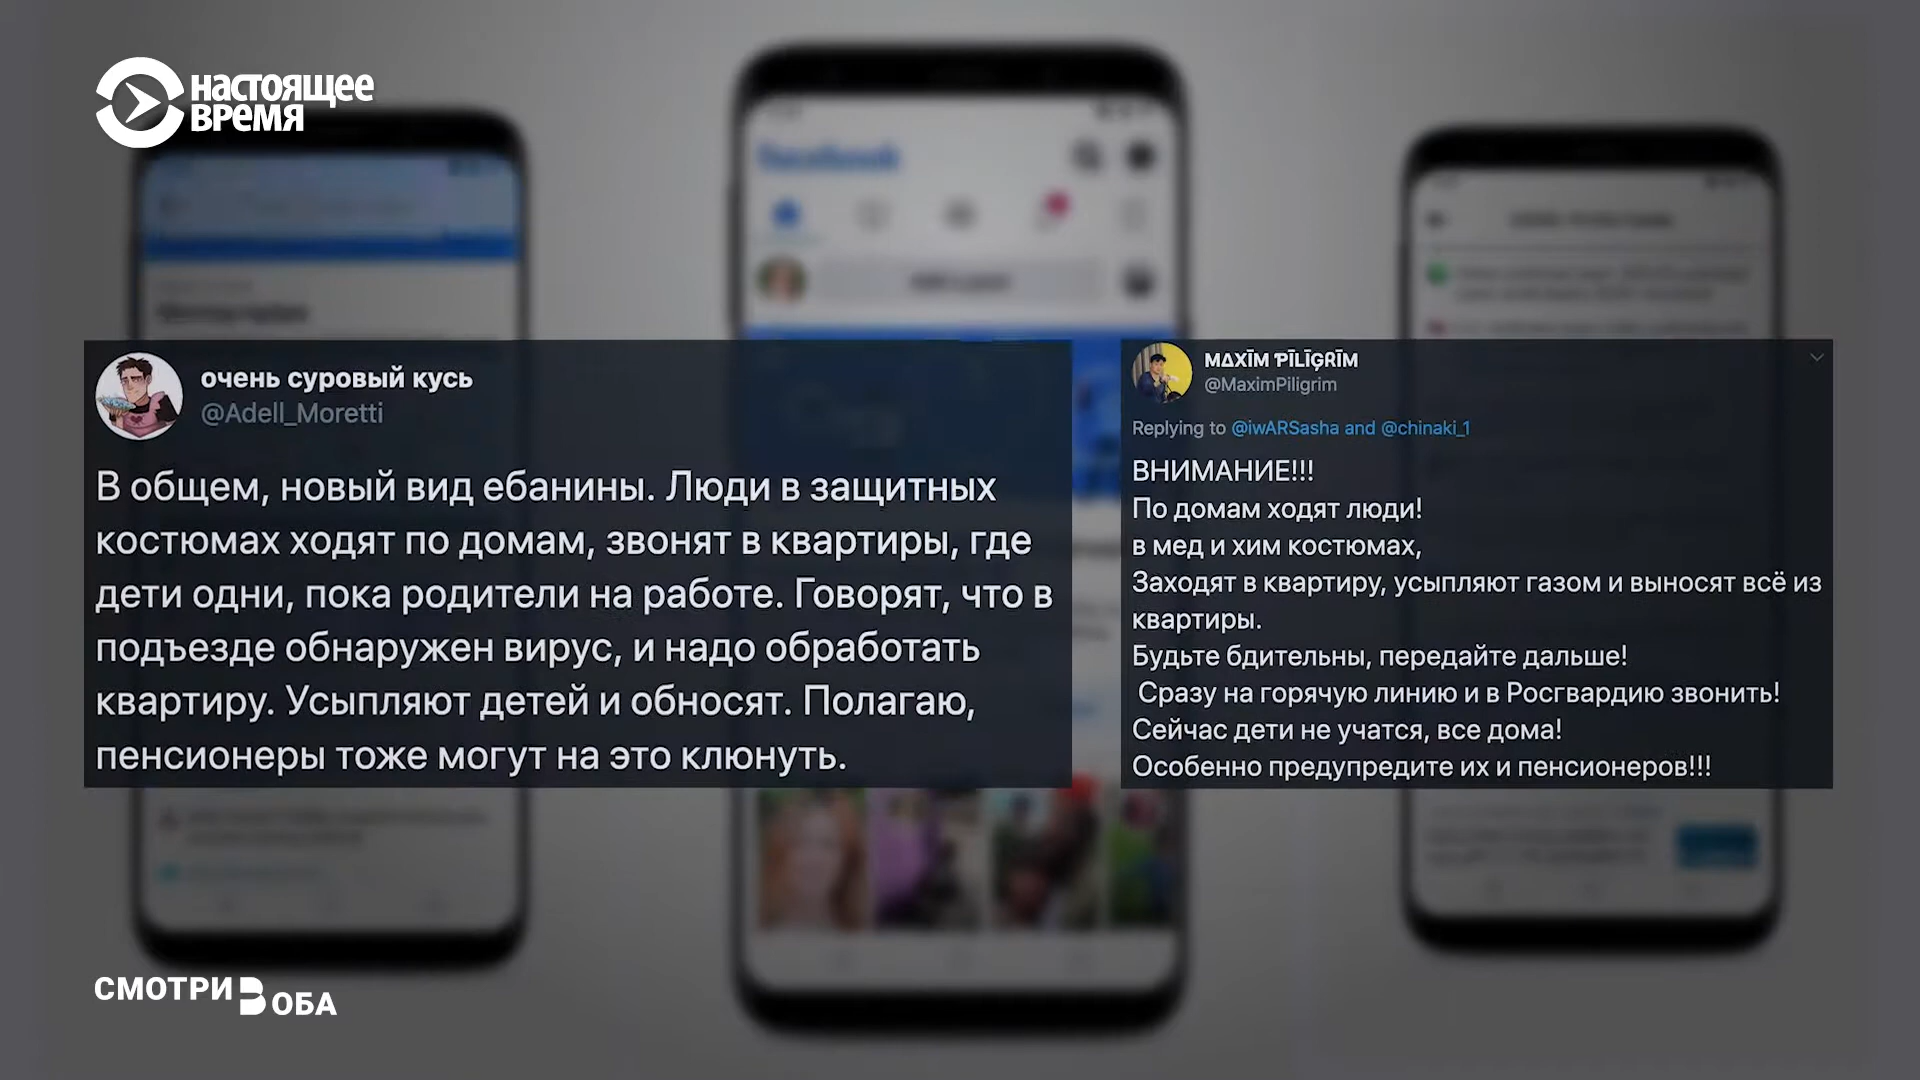 НАСТОЯЩЕЕ
ВРЕМЯ
facebook
очень суровый кусь
@Adell_Moretti
В общем, новый вид ебанины. Люди в защитных
костюмах ходят по домам, звонят в квартиры, где
дети одни, пока родители на работе. Говорят, что в
подъезде обнаружен вирус, и надо обработать
квартиру. Усыпляют детей и обносят. Полагаю,
пенсионеры тоже могут на это клюнуть.
MΔXĪM ƤĪLĪĢRĪM
@MaximPiligrim
Replying to @iwARSasha and @chinaki_1
ВНИМАНИЕ!!!
По домам ходят люди!
в мед и хим костюмах,
Заходят в квартиру, усыпляют газом и выносят всё из
квартиры.
Будьте бдительны, передайте дальше!
Сразу на горячую линию и в Росгвардию звонить!
Сейчас дети не учатся, все дома!
Особенно предупредите их и пенсионеров!!!
СМОТРИ В ОБА